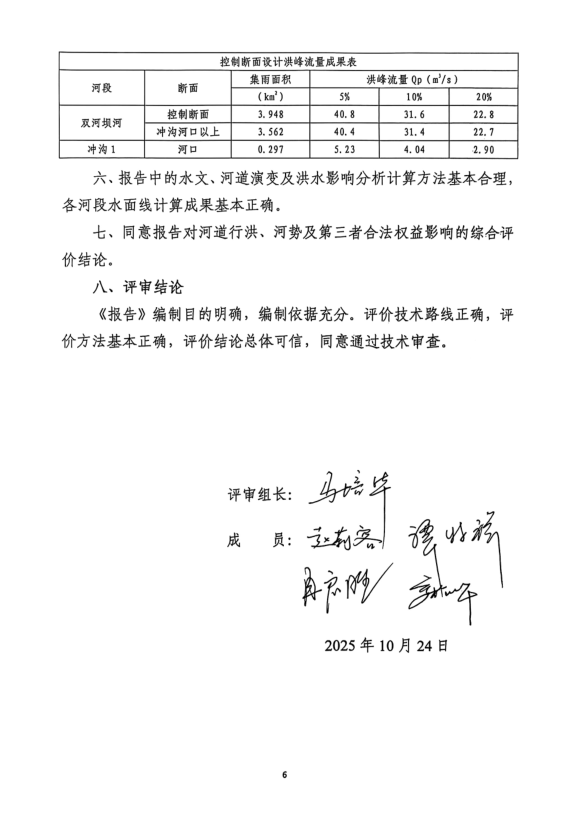 控制断面设计洪峰流量成果表
河段 断面 集雨面积（km²） 洪峰流量 Qp（m³/s）
5% 10% 20%
双河坝河 控制断面 3.948 40.8 31.6 22.8
冲沟河口以上 3.562 40.4 31.4 22.7
冲沟1 河口 0.297 5.23 4.04 2.90
六、报告中的水文、河道演变及洪水影响分析计算方法基本合理，
各河段水面线计算成果基本正确。
七、同意报告对河道行洪、河势及第三者合法权益影响的综合评
价结论。
八、评审结论
《报告》编制目的明确，编制依据充分。评价技术路线正确，评
价方法基本正确，评价结论总体可信，同意通过技术审查。
评审组长：马培华
成 员：
2025 年 10 月 24 日
6